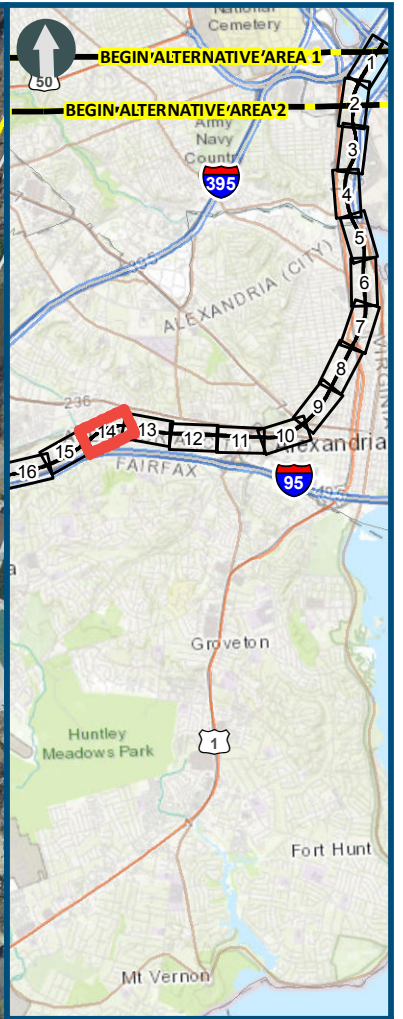 National
Cemetery
1
BEGIN ALTERNATIVE AREA 1
50
2
BEGIN ALTERNATIVE AREA 2
Army
Navy
Country
3
395
4
5
ALEXANDRIA (CITY)
395
6
7
VIRGINIA
8
236
9
14
13
12
11
10
Alexandria
15
16
FAIRFAX
95
495
a
Groveton
1
Huntley
Meadows Park
Fort Hunt
Mt Vernon